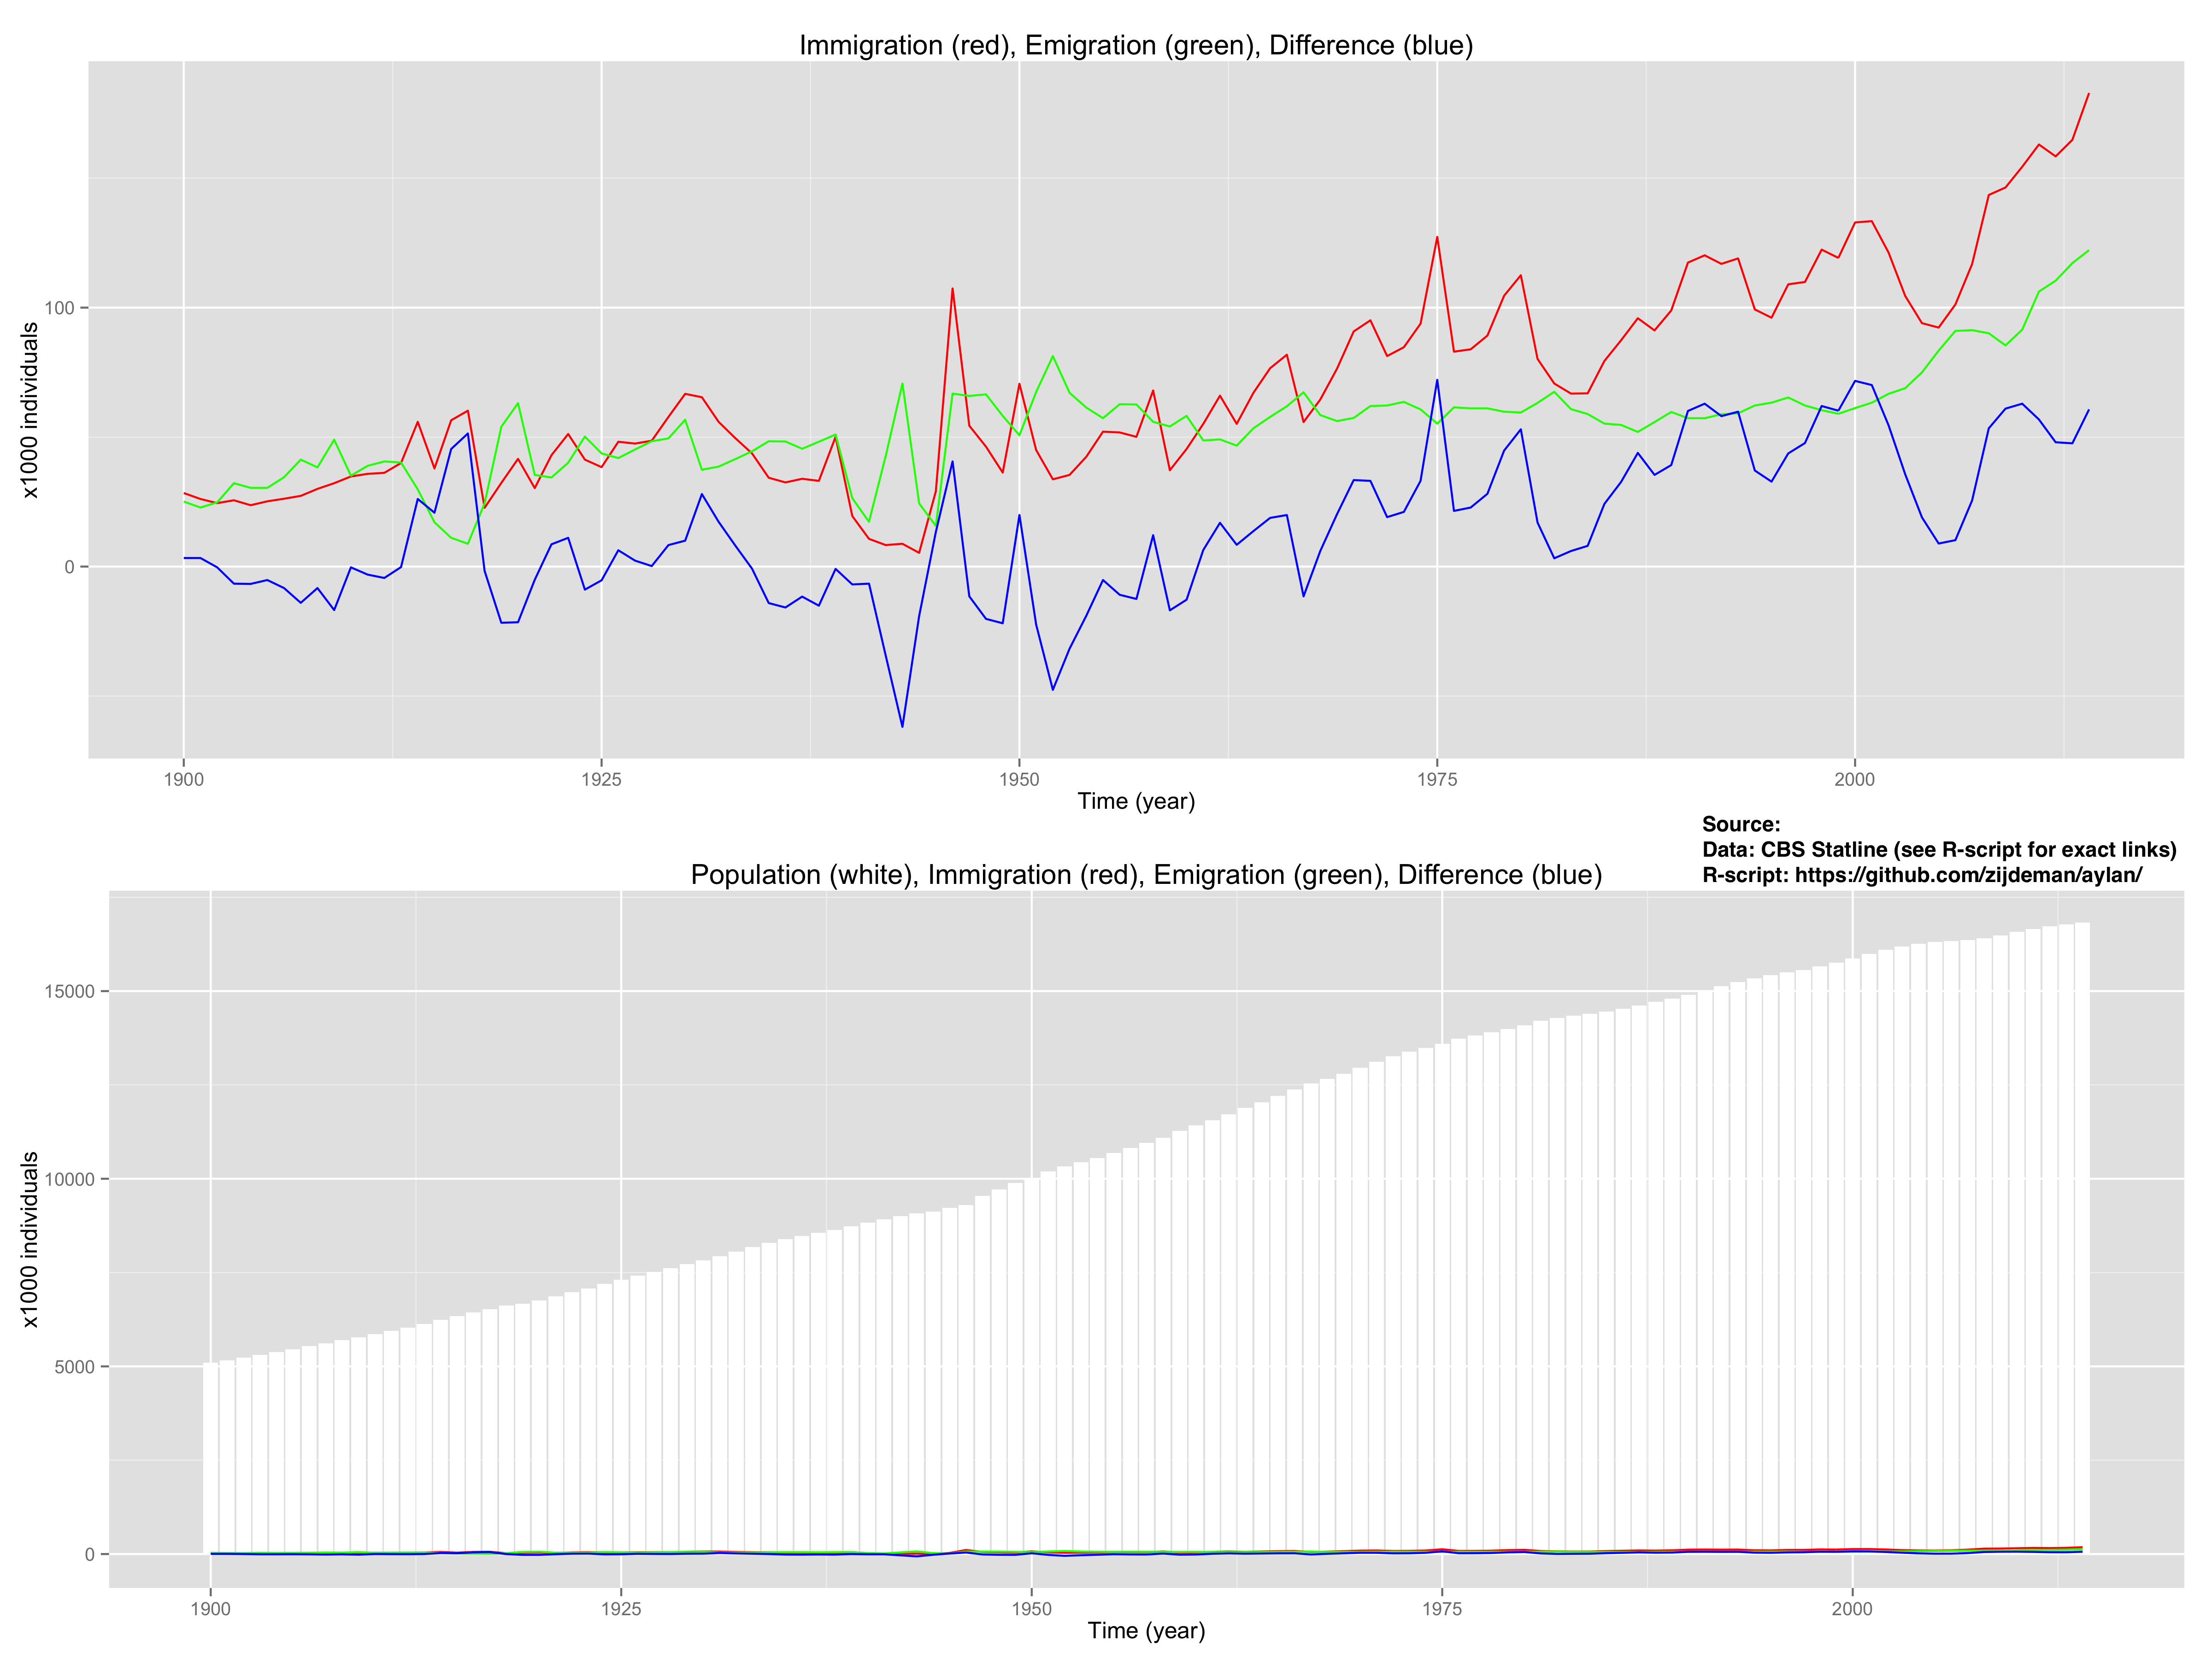 Immigration (red), Emigration (green), Difference (blue)
100
0
x1000 individuals
1900 1925 1950 1975 2000
Time (year)
Source:
Data: CBS Statline (see R-script for exact links)
R-script: https://github.com/zijdeman/aylan/
Population (white), Immigration (red), Emigration (green), Difference (blue)
15000
10000
5000
0
x1000 individuals
1900 1925 1950 1975 2000
Time (year)